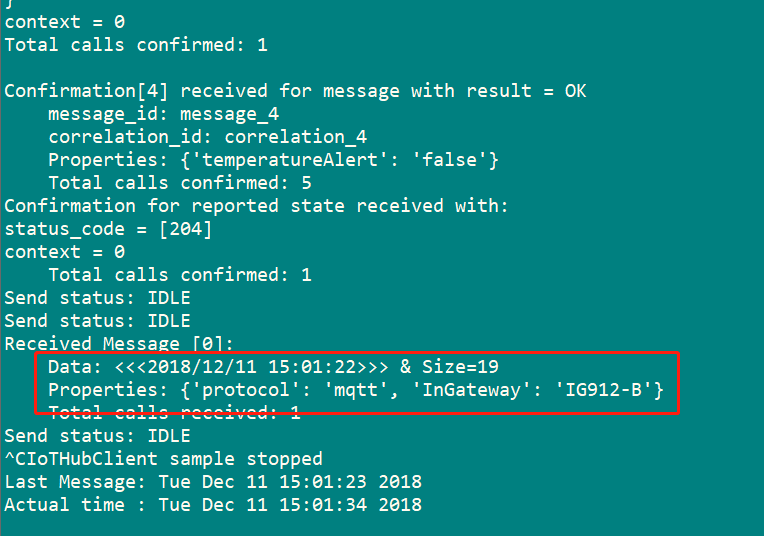 }
context = 0
Total calls confirmed: 1
Confirmation[4] received for message with result = OK
message_id: message_4
correlation_id: correlation_4
Properties: {'temperatureAlert': 'false'}
Total calls confirmed: 5
Confirmation for reported state received with:
status_code = [204]
context = 0
Total calls confirmed: 1
Send status: IDLE
Send status: IDLE
Received Message [0]:
Data: <<<2018/12/11 15:01:22>>> & Size=19
Properties: {'protocol': 'mqtt', 'InGateway': 'IG912-B'}
Total calls received: 1
Send status: IDLE
^CIoTHubClient sample stopped
Last Message: Tue Dec 11 15:01:23 2018
Actual time : Tue Dec 11 15:01:34 2018